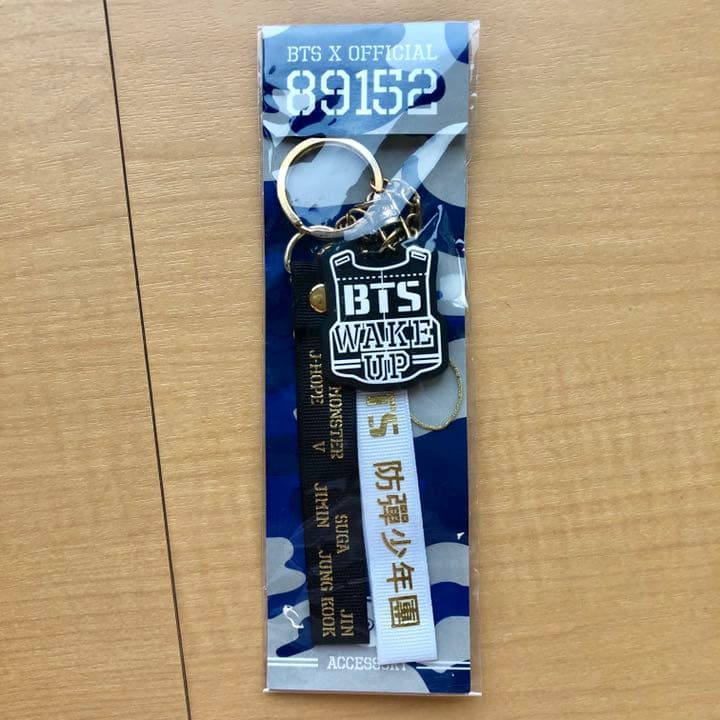 BTS X OFFICIAL
89152
BTS
WAKE
UP
J-HOPE
MONSTER
V
SUGA
JIMIN
JIN
JUNG KOOK
BTS 防彈少年團
ACCESSORY